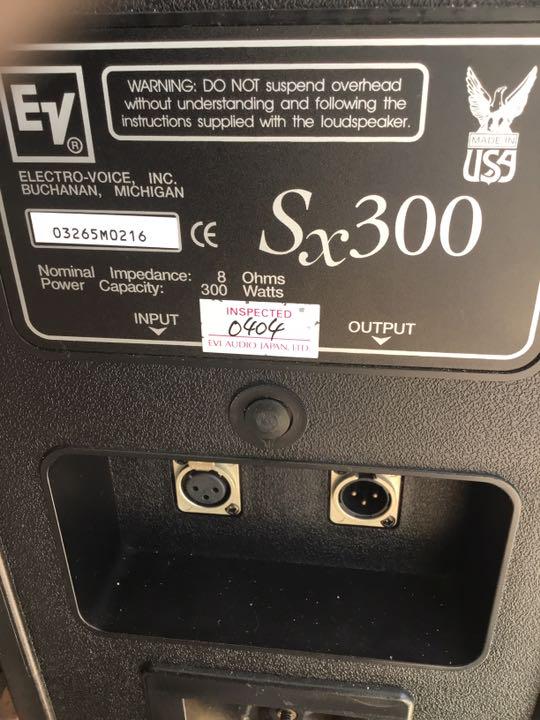 EV®
WARNING: DO NOT suspend overhead
without understanding and following the
instructions supplied with the loudspeaker.
MADE IN
USA
ELECTRO-VOICE, INC.
BUCHANAN, MICHIGAN
03265M0216
CE
Sx300
Nominal Impedance: 8 Ohms
Power Capacity: 300 Watts
INPUT
INSPECTED
0404
EVI AUDIO JAPAN, LTD
OUTPUT